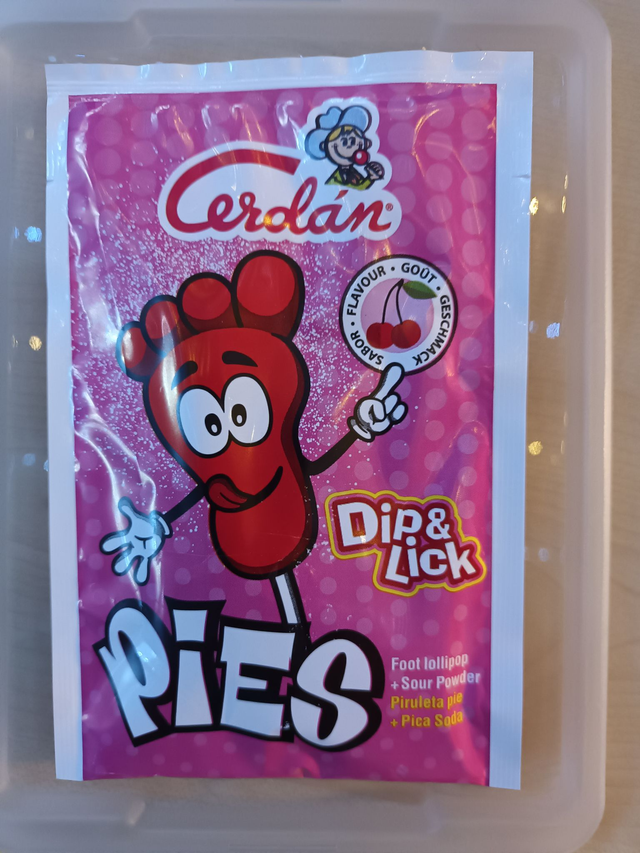 Cerdán®
SABOR · FLAVOUR · GOÛT · GESCHMACK
Dip&
Lick
PiES
Foot lollipop
+ Sour Powder
Piruleta pie
+ Pica Soda